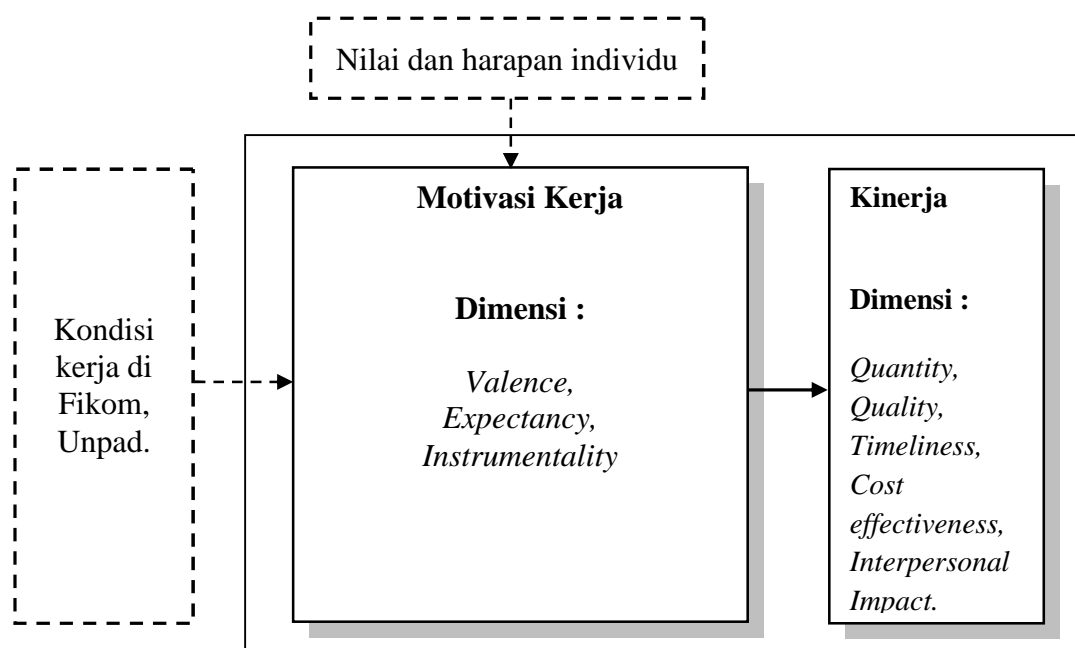 Nilai dan harapan individu
Kondisi
kerja di
Fikom,
Unpad.
Motivasi Kerja
Dimensi :
Valence,
Expectancy,
Instrumentality
Kinerja
Dimensi :
Quantity,
Quality,
Timeliness,
Cost
effectiveness,
Interpersonal
Impact.